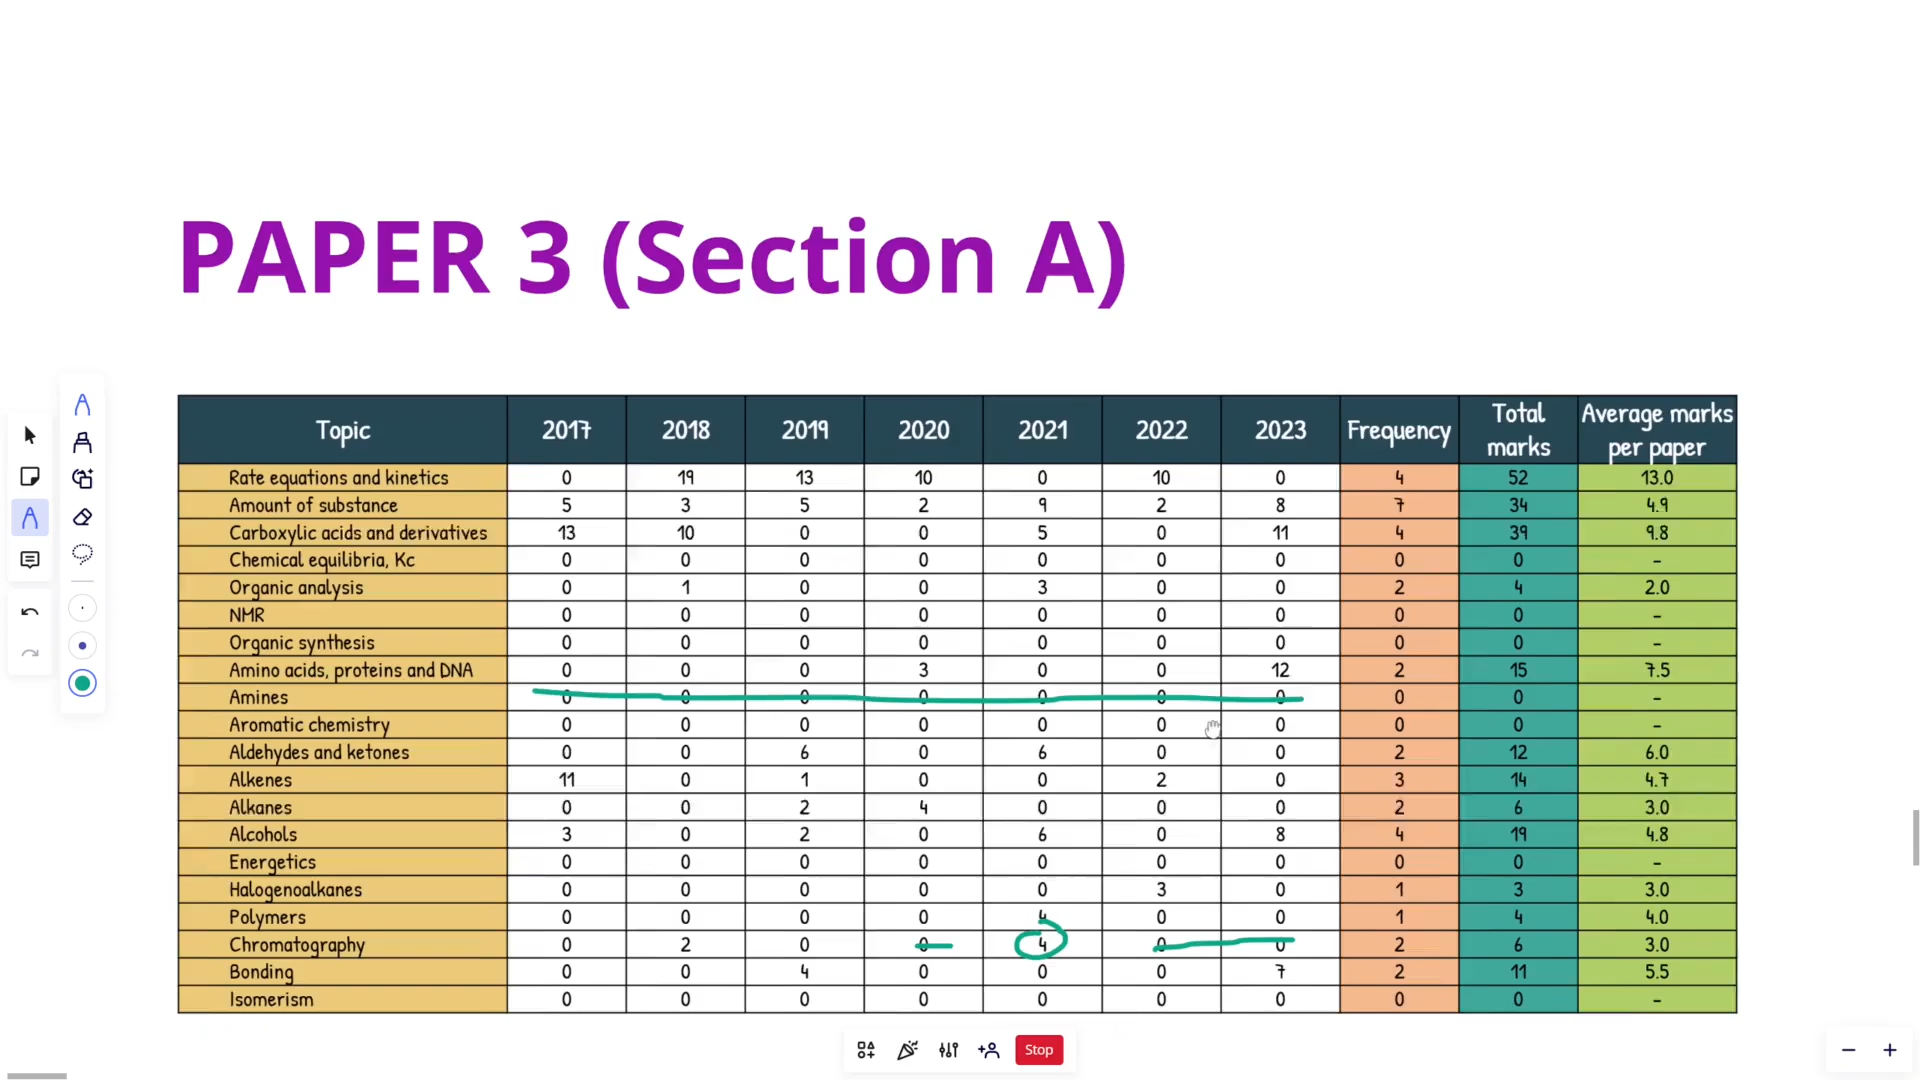 PAPER 3 (Section A)
Topic 2017 2018 2019 2020 2021 2022 2023 Frequency Total marks Average marks per paper
Rate equations and kinetics 0 19 13 10 0 10 0 4 52 13.0
Amount of substance 5 3 5 2 9 2 8 7 34 4.9
Carboxylic acids and derivatives 13 10 0 0 5 0 11 4 39 9.8
Chemical equilibria, Kc 0 0 0 0 0 0 0 0 0 -
Organic analysis 0 1 0 0 3 0 0 2 4 2.0
NMR 0 0 0 0 0 0 0 0 0 -
Organic synthesis 0 0 0 0 0 0 0 0 0 -
Amino acids, proteins and DNA 0 0 0 3 0 0 12 2 15 7.5
Amines 0 0 0 0 0 0 0 0 0 -
Aromatic chemistry 0 0 0 0 0 0 0 0 0 -
Aldehydes and ketones 0 0 6 0 6 0 0 2 12 6.0
Alkenes 11 0 1 0 0 2 0 3 14 4.7
Alkanes 0 0 2 4 0 0 0 2 6 3.0
Alcohols 3 0 2 0 6 0 8 4 19 4.8
Energetics 0 0 0 0 0 0 0 0 0 -
Halogenoalkanes 0 0 0 0 0 3 0 1 3 3.0
Polymers 0 0 0 0 4 0 0 1 4 4.0
Chromatography 0 2 0 0 4 0 0 2 6 3.0
Bonding 0 0 4 0 0 0 7 2 11 5.5
Isomerism 0 0 0 0 0 0 0 0 0 -
Stop